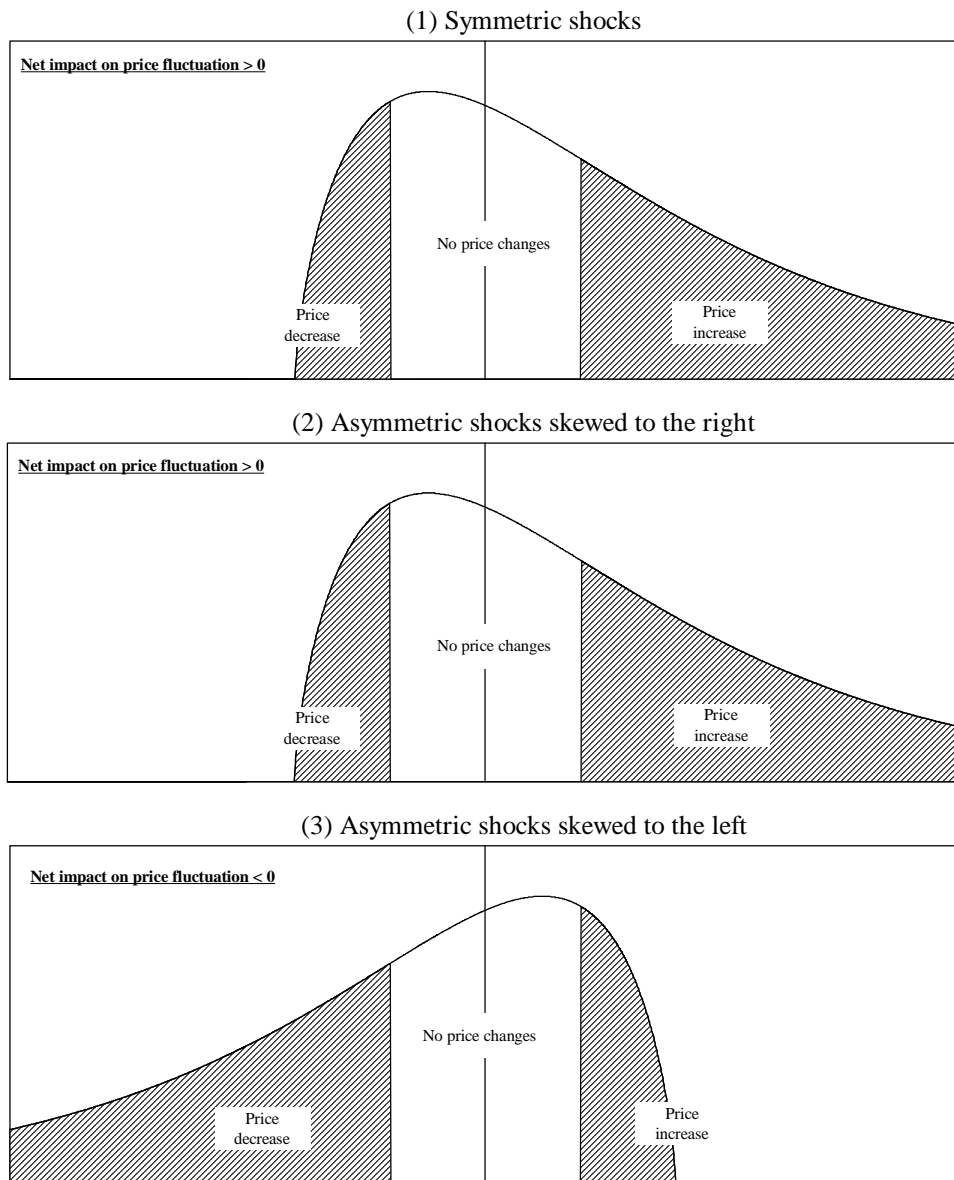 (1) Symmetric shocks
Net impact on price fluctuation > 0
No price changes
Price
decrease
Price
increase
(2) Asymmetric shocks skewed to the right
Net impact on price fluctuation > 0
No price changes
Price
decrease
Price
increase
(3) Asymmetric shocks skewed to the left
Net impact on price fluctuation < 0
No price changes
Price
decrease
Price
increase